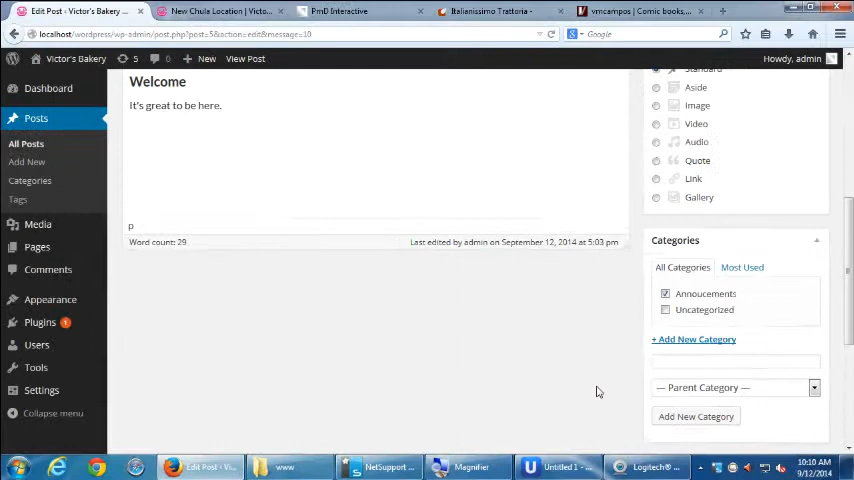 Edit Post ‹ Victor's Bakery ...
New Chula Location | Victo...
PmD Interactive
Italianissimo Trattoria -
vmcampos | Comic books,...
localhost/wordpress/wp-admin/post.php?post=5&action=edit&message=10
Google
Victor's Bakery
5
0
New
View Post
Howdy, admin
Dashboard
Posts
All Posts
Add New
Categories
Tags
Media
Pages
Comments
Appearance
Plugins 1
Users
Tools
Settings
Collapse menu
Welcome
It's great to be here.
p
Word count: 29
Last edited by admin on September 12, 2014 at 5:03 pm
Standard
Aside
Image
Video
Audio
Quote
Link
Gallery
Categories
All Categories
Most Used
Annoucements
Uncategorized
+ Add New Category
— Parent Category —
Add New Category
Edit Post ‹ Victor's ...
www
NetSupport ...
Magnifier
Untitled 1 - ...
Logitech® ...
10:10 AM
9/12/2014